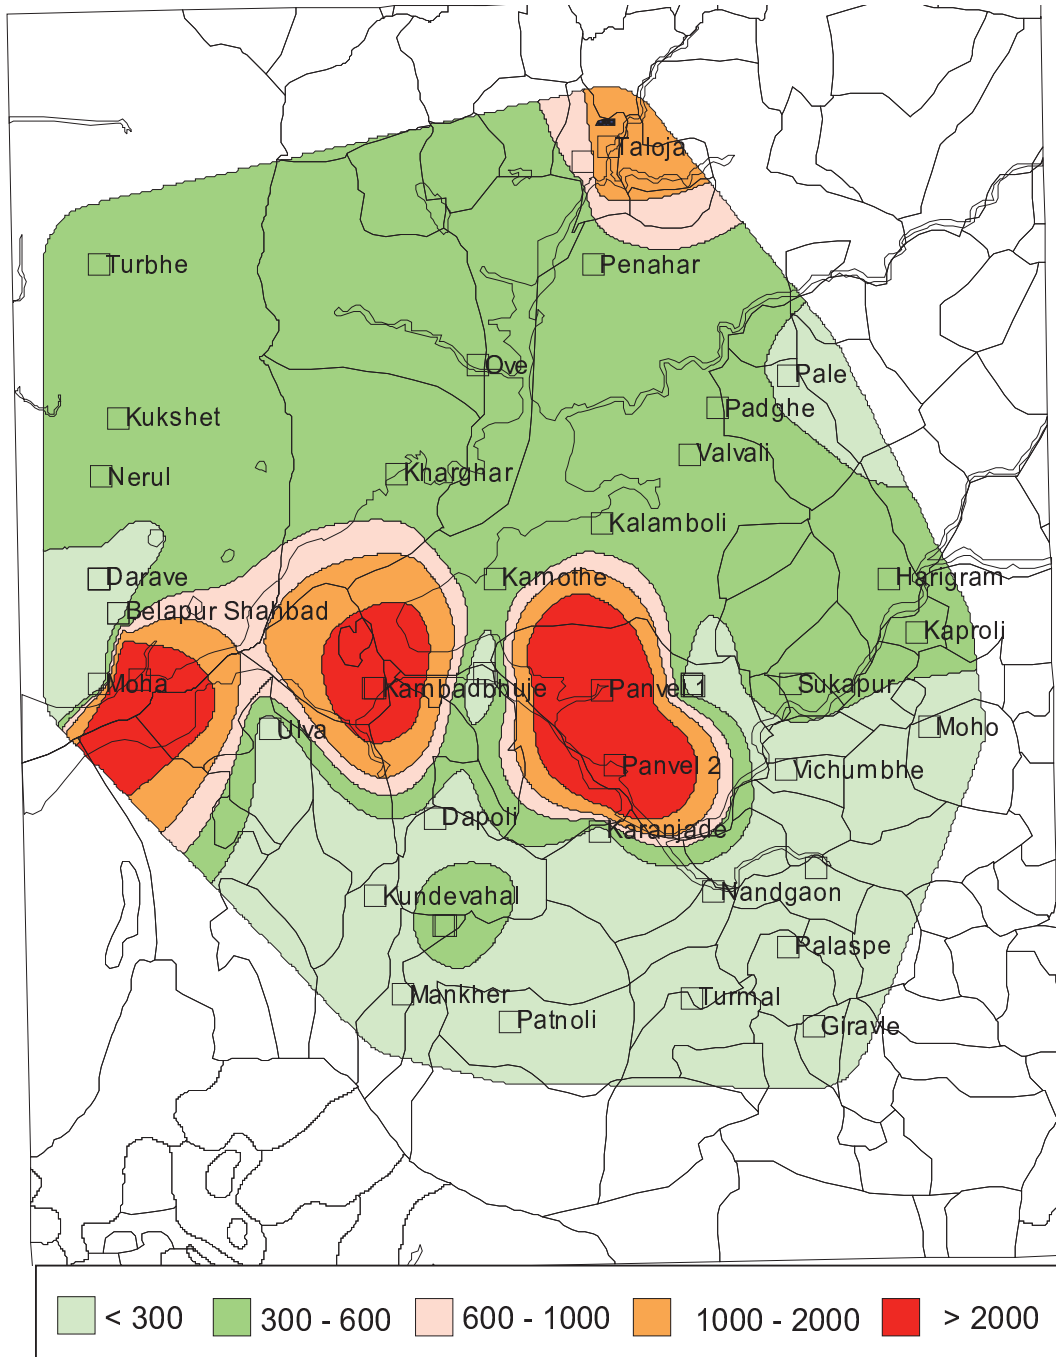 Taloja
Turbhe
Penahar
Ove
Pale
Padghe
Kukshet
Valvali
Kharghar
Nerul
Kalamboli
Darave
Kamothe
Harigram
Belapur Shahbad
Kaproli
Moha
Kambadbhuje
Panvel 1
Sukapur
Ulva
Moho
Panvel 2
Vichumbhe
Dapoli
Karanjade
Kundevahal
Nandgaon
Palaspe
Mankher
Turmal
Patnoli
Giravle
< 300
300 - 600
600 - 1000
1000 - 2000
> 2000